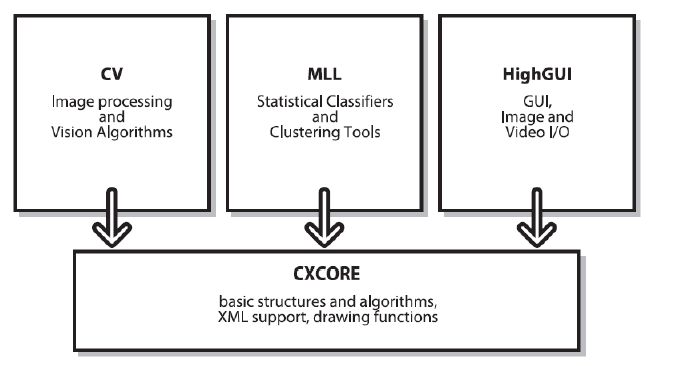 CV
Image processing
and
Vision Algorithms
MLL
Statistical Classifiers
and
Clustering Tools
HighGUI
GUI,
Image and
Video I/O
CXCORE
basic structures and algorithms,
XML support, drawing functions